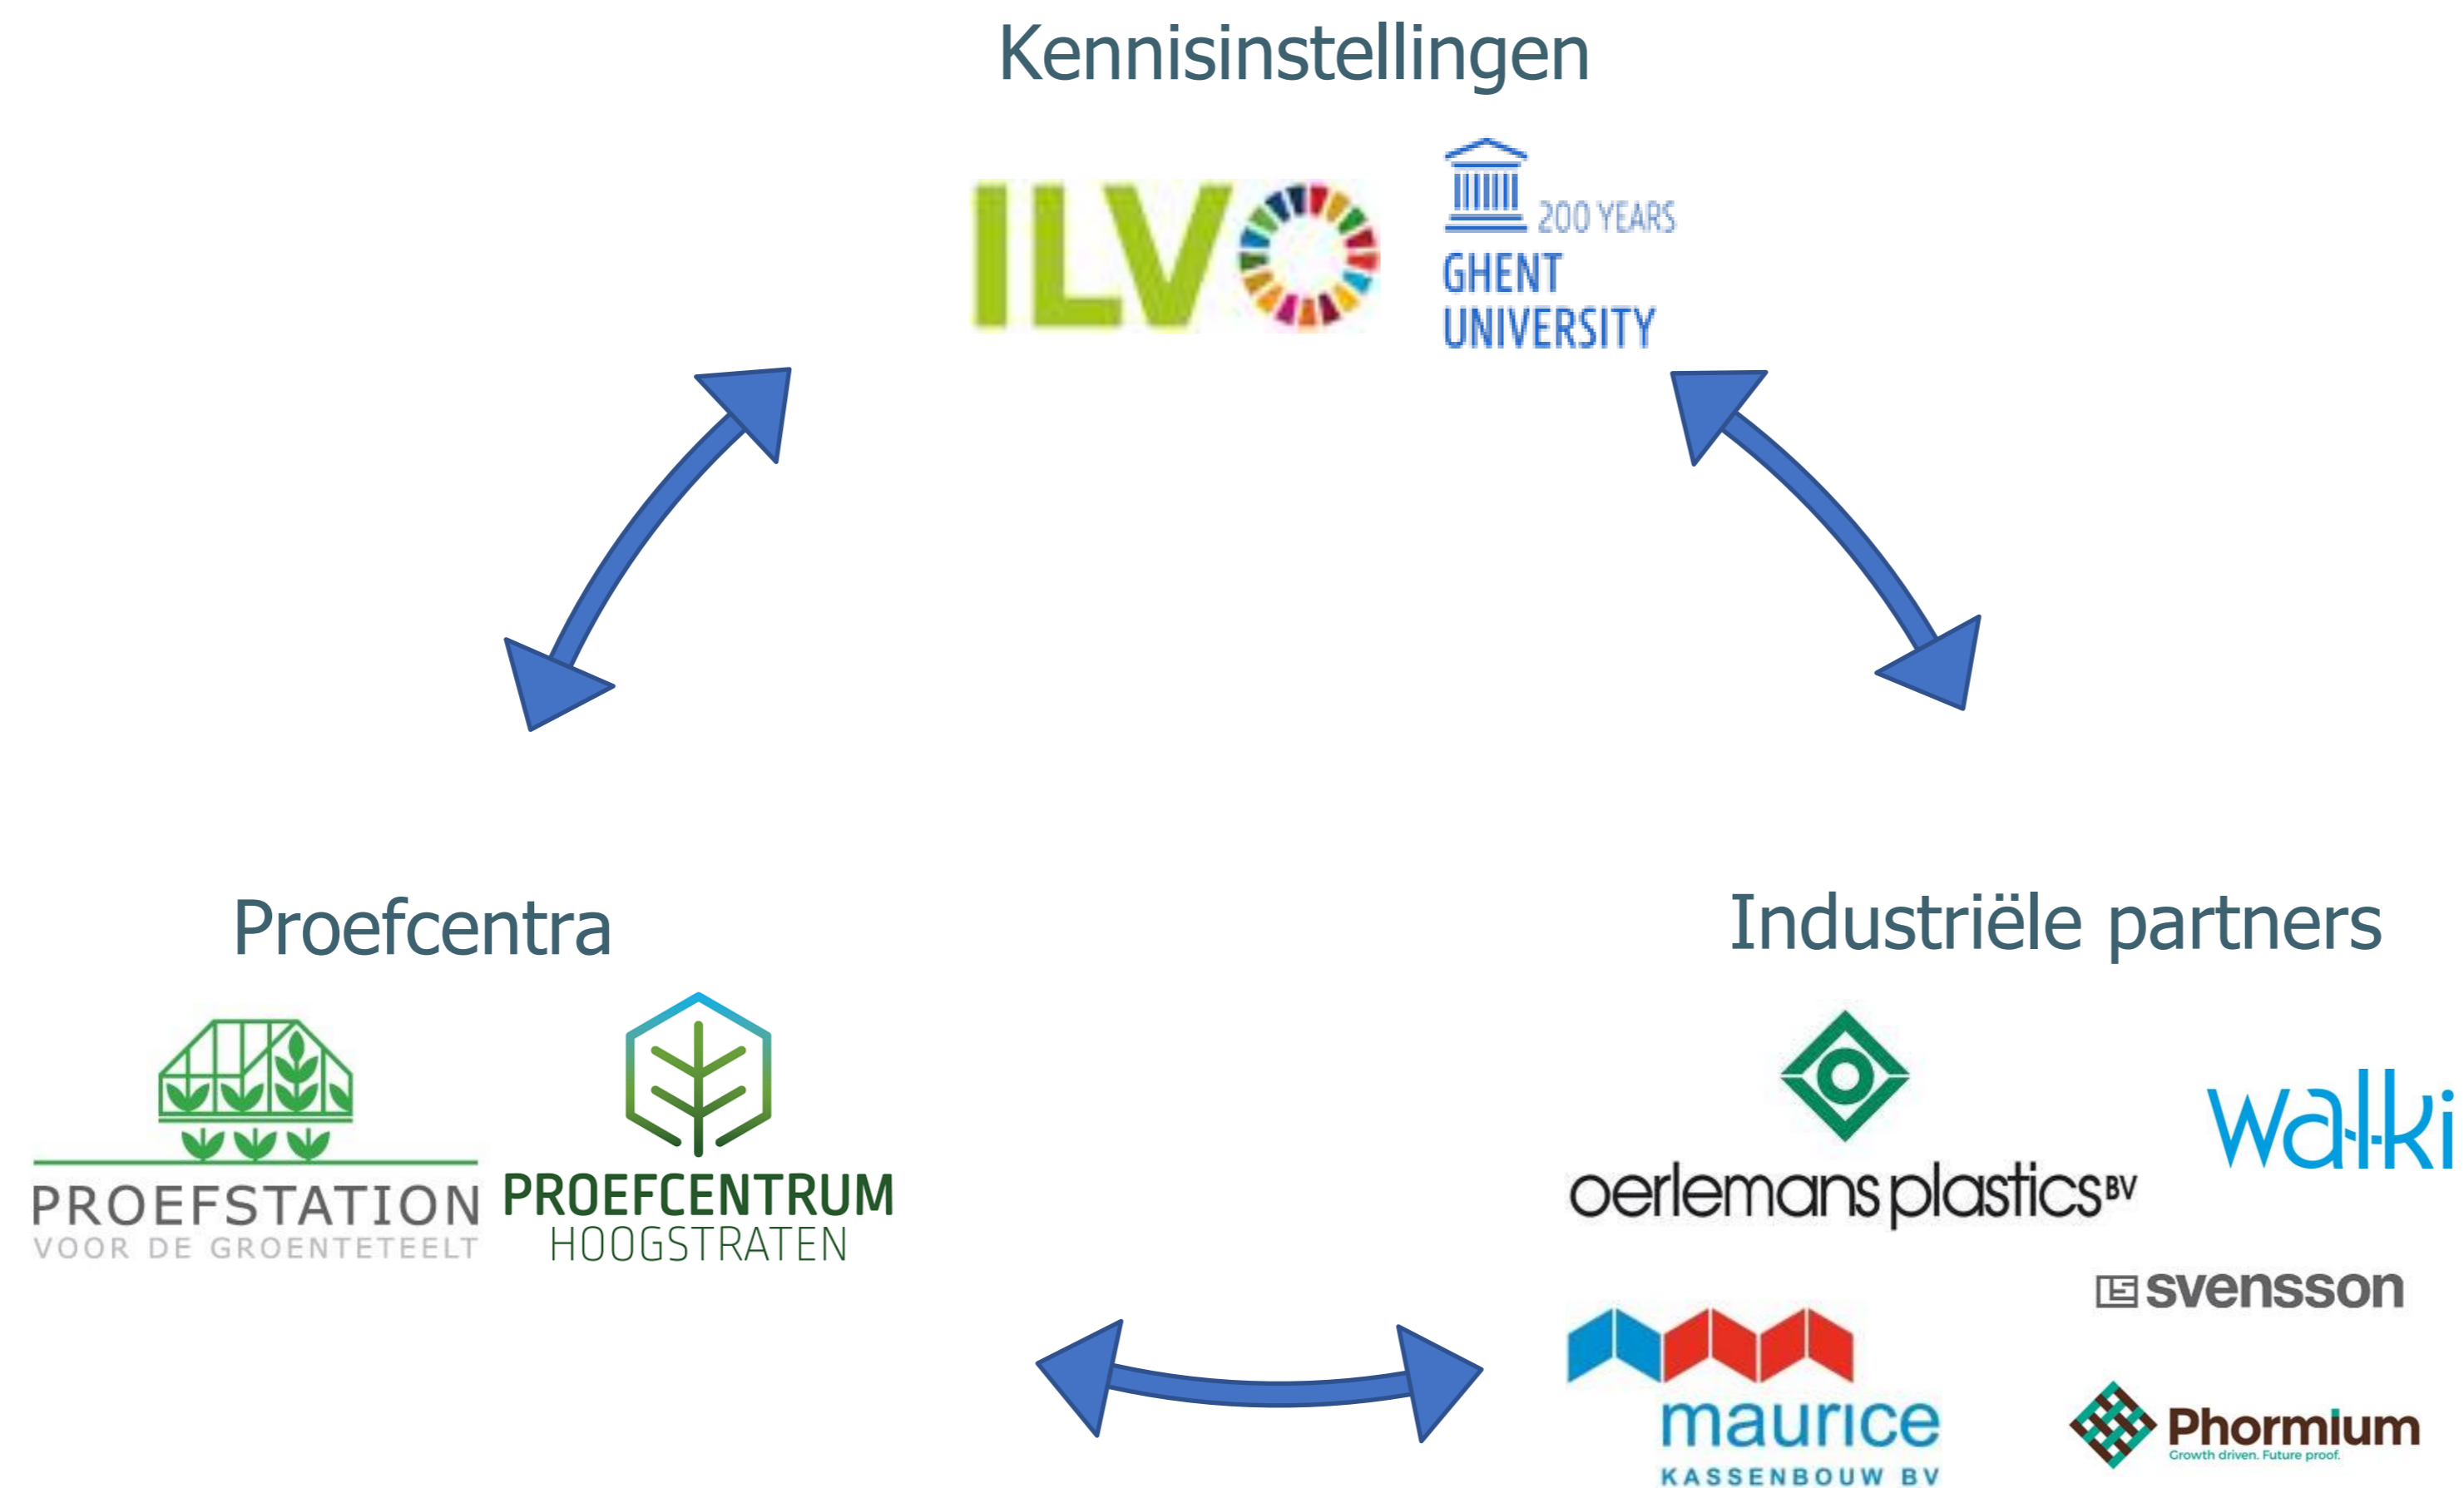 Kennisinstellingen
ILVO
200 YEARS
GHENT
UNIVERSITY
Proefcentra
PROEFSTATION
VOOR DE GROENTETEELT
PROEFCENTRUM
HOOGSTRATEN
Industriële partners
oerlemans plastics BV
walki
svensson
maurice
KASSENBOUW BV
Phormium
Growth driven. Future proof.